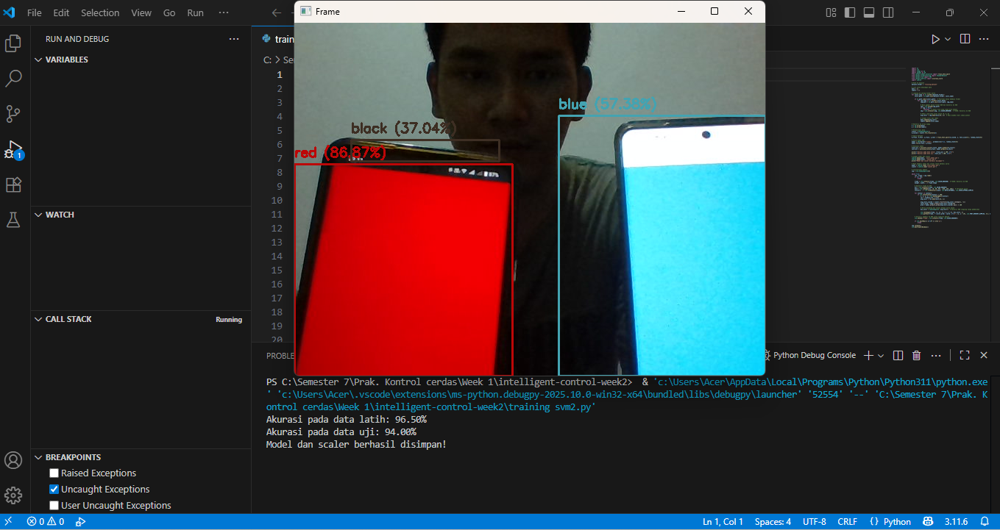 File Edit Selection View Go Run ···
Frame
RUN AND DEBUG ···
VARIABLES
WATCH
CALL STACK Running
BREAKPOINTS
Raised Exceptions
Uncaught Exceptions
User Uncaught Exceptions
1
train
C: > Se
1
2
3
4
5
6
7
8
9
10
11
12
13
14
15
16
17
18
19
20
black (37.04%)
red (86.87%)
blue (57.38%)
PROBLE
Python Debug Console
PS C:\Semester 7\Prak. Kontrol cerdas\Week 1\intelligent-control-week2> & 'c:\Users\Acer\AppData\Local\Programs\Python\Python311\python.exe
' 'c:\Users\Acer\.vscode\extensions\ms-python.debugpy-2025.10.0-win32-x64\bundled\libs\debugpy\launcher' '52554' '--' 'C:\Semester 7\Prak. K
ontrol cerdas\Week 1\intelligent-control-week2\training svm2.py'
Akurasi pada data latih: 96.50%
Akurasi pada data uji: 94.00%
Model dan scaler berhasil disimpan!
0 0
Ln 1, Col 1 Spaces: 4 UTF-8 CRLF {} Python 3.11.6